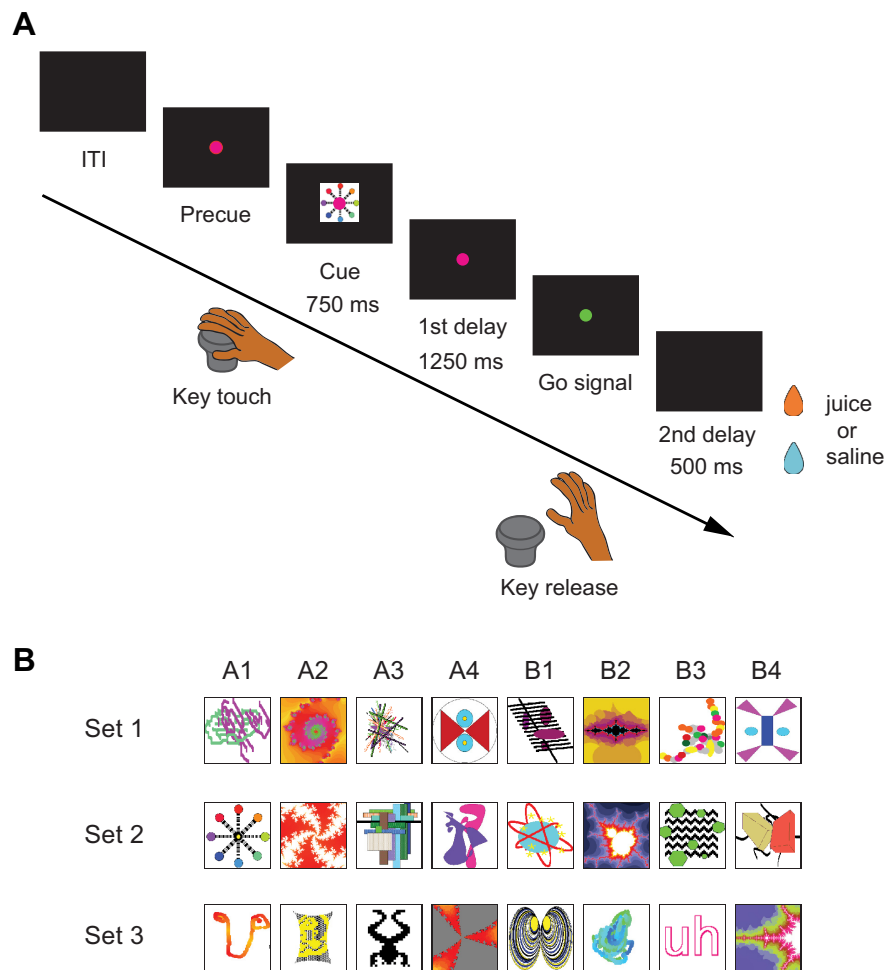 A
ITI
Precue
Cue
750 ms
1st delay
1250 ms
Go signal
2nd delay
500 ms
juice
or
saline
Key touch
Key release
B
A1 A2 A3 A4 B1 B2 B3 B4
Set 1
Set 2
Set 3
uh